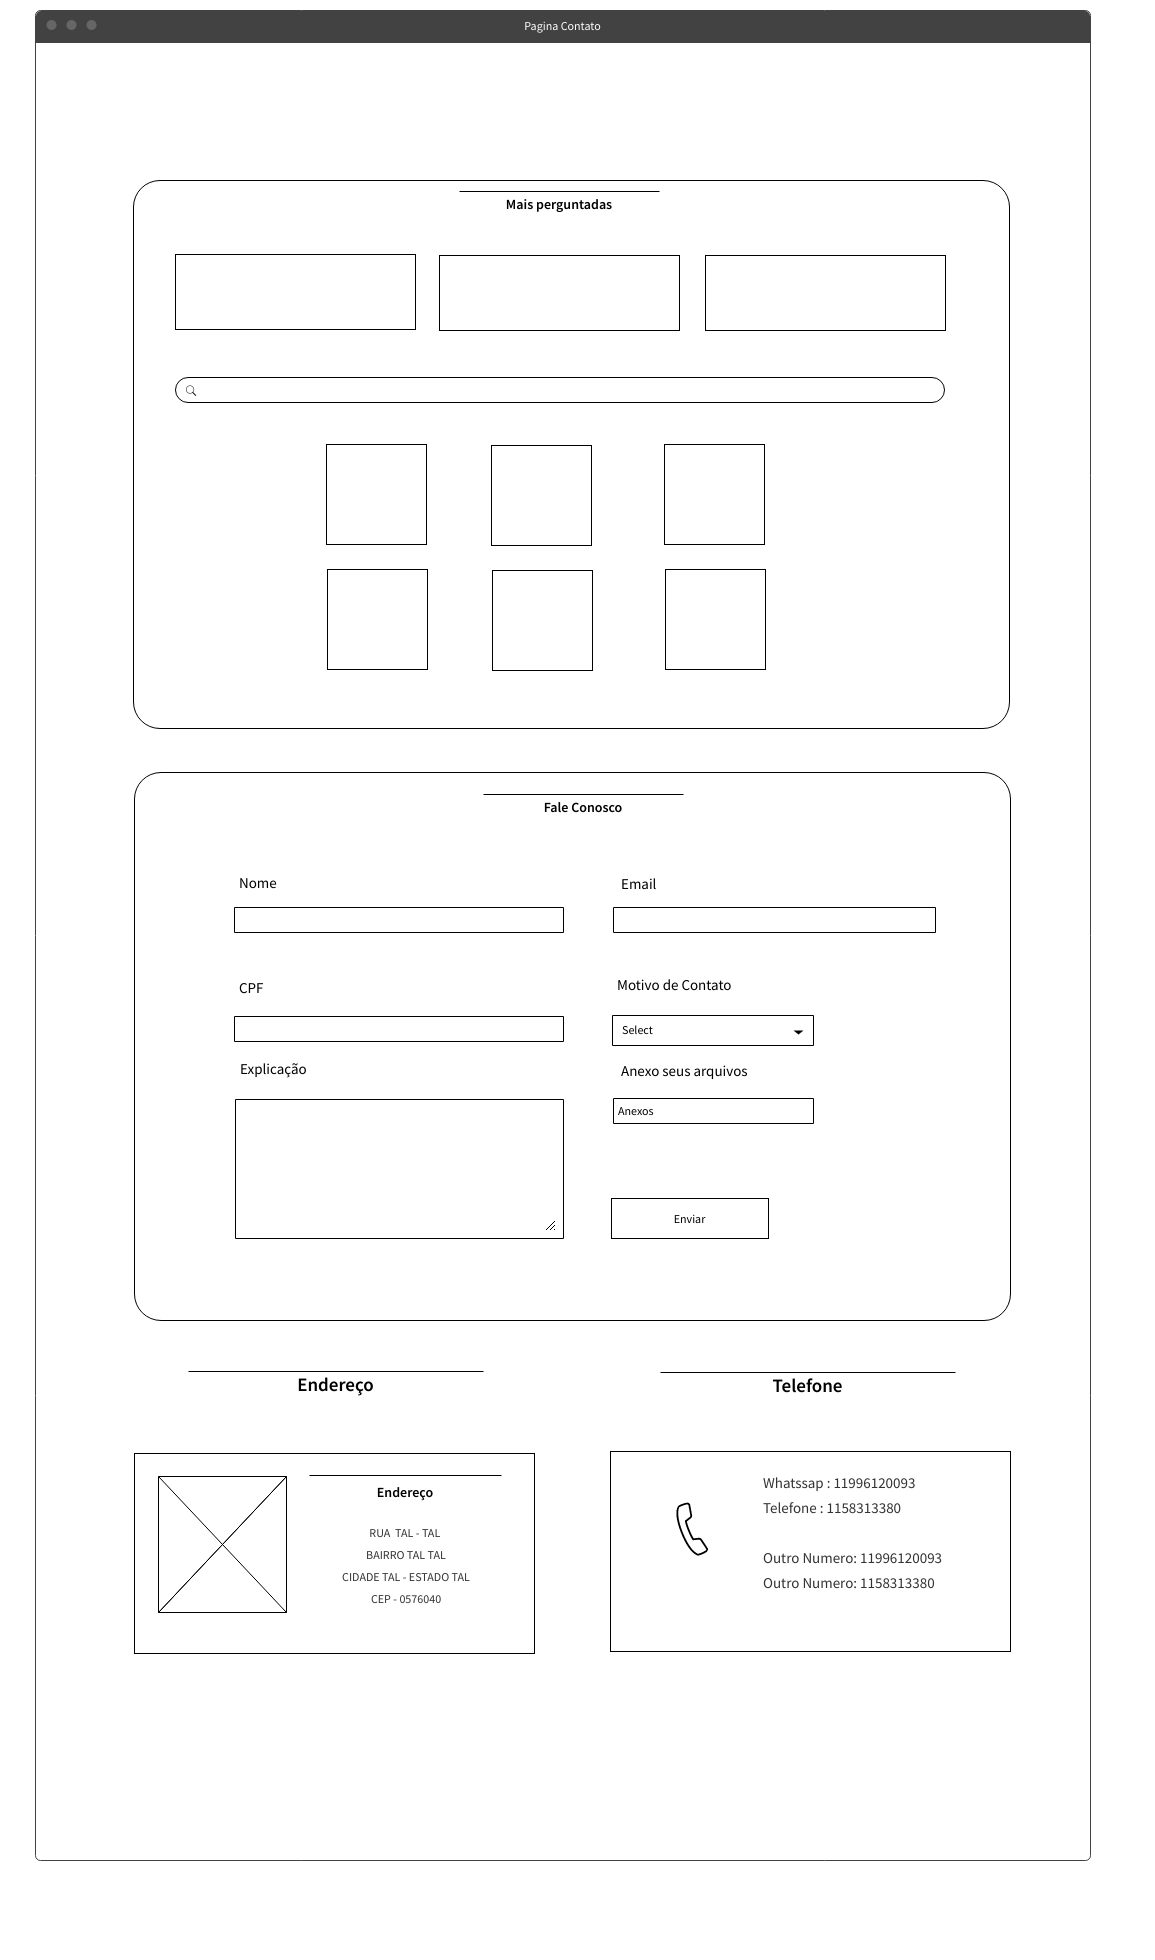 Pagina Contato
Mais perguntadas
Fale Conosco
Nome
Email
CPF
Motivo de Contato
Select
Explicação
Anexo seus arquivos
Anexos
Enviar
Endereço
Telefone
Endereço
RUA  TAL - TAL
BAIRRO TAL TAL
CIDADE TAL - ESTADO TAL
CEP - 0576040
Whatssap : 11996120093
Telefone : 1158313380
Outro Numero: 11996120093
Outro Numero: 1158313380